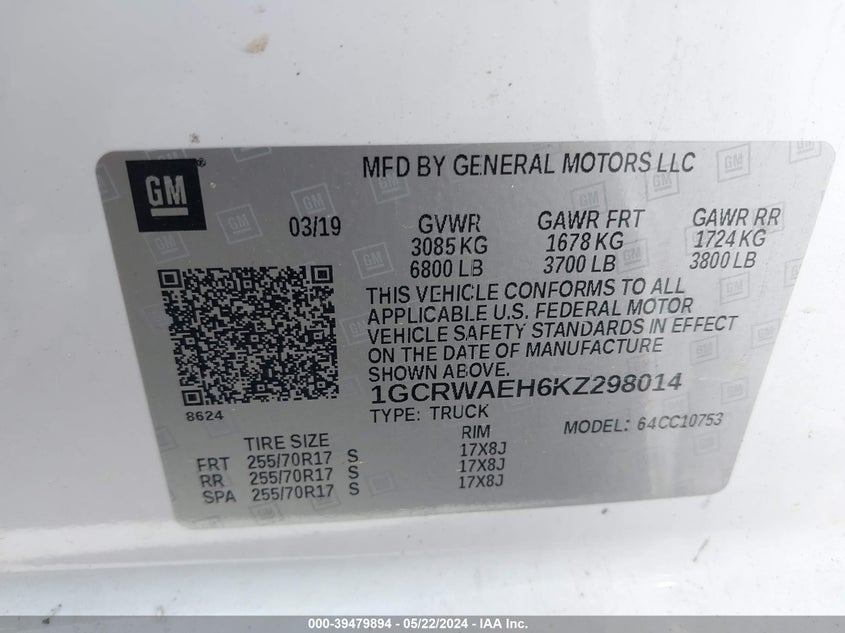 GM
MFD BY GENERAL MOTORS LLC
03/19 GVWR GAWR FRT GAWR RR
3085 KG 1678 KG 1724 KG
6800 LB 3700 LB 3800 LB
THIS VEHICLE CONFORMS TO ALL
APPLICABLE U.S. FEDERAL MOTOR
VEHICLE SAFETY STANDARDS IN EFFECT
ON THE DATE OF MANUFACTURE
SHOWN ABOVE.
1GCRWAEH6KZ298014
8624
TYPE: TRUCK MODEL: 64CC10753
TIRE SIZE RIM
FRT 255/70R17 S 17X8J
RR 255/70R17 S 17X8J
SPA 255/70R17 S 17X8J
000-39479894 - 05/22/2024 - IAA Inc.